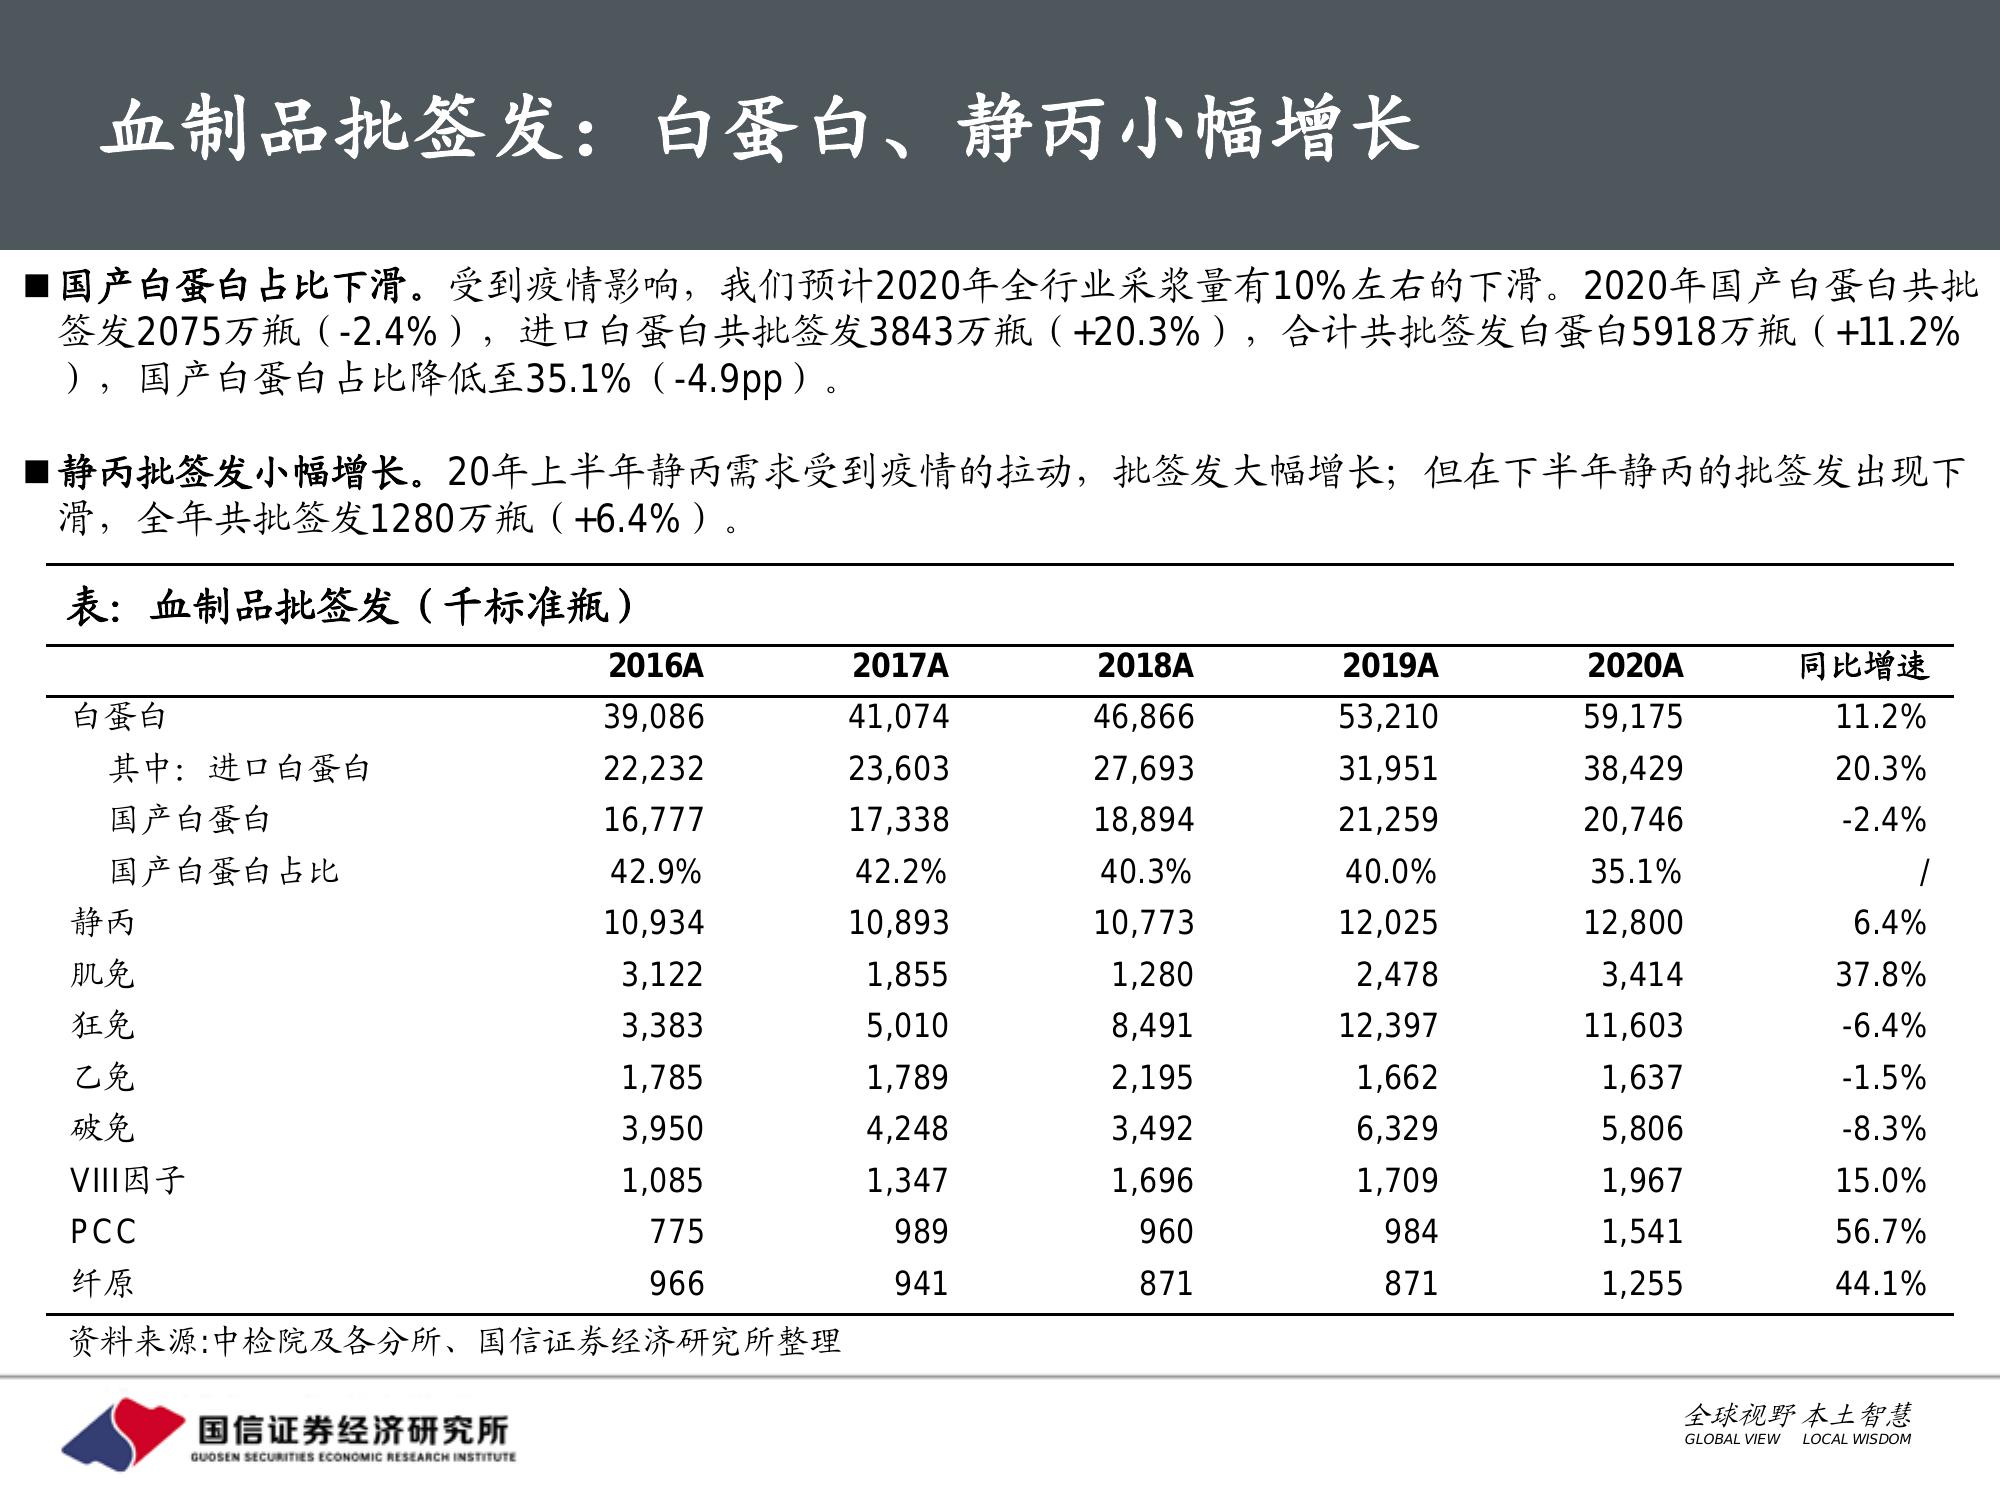 血制品批签发：白蛋白、静丙小幅增长
■国产白蛋白占比下滑。受到疫情影响，我们预计2020年全行业采浆量有10%左右的下滑。2020年国产白蛋白共批
签发2075万瓶（-2.4%），进口白蛋白共批签发3843万瓶（+20.3%），合计共批签发白蛋白5918万瓶（+11.2%
），国产白蛋白占比降低至35.1%（-4.9pp）。
■静丙批签发小幅增长。20年上半年静丙需求受到疫情的拉动，批签发大幅增长；但在下半年静丙的批签发出现下
滑，全年共批签发1280万瓶（+6.4%）。
表：血制品批签发（千标准瓶）
2016A 2017A 2018A 2019A 2020A 同比增速
白蛋白 39,086 41,074 46,866 53,210 59,175 11.2%
其中：进口白蛋白 22,232 23,603 27,693 31,951 38,429 20.3%
国产白蛋白 16,777 17,338 18,894 21,259 20,746 -2.4%
国产白蛋白占比 42.9% 42.2% 40.3% 40.0% 35.1% /
静丙 10,934 10,893 10,773 12,025 12,800 6.4%
肌免 3,122 1,855 1,280 2,478 3,414 37.8%
狂免 3,383 5,010 8,491 12,397 11,603 -6.4%
乙免 1,785 1,789 2,195 1,662 1,637 -1.5%
破免 3,950 4,248 3,492 6,329 5,806 -8.3%
VIII因子 1,085 1,347 1,696 1,709 1,967 15.0%
PCC 775 989 960 984 1,541 56.7%
纤原 966 941 871 871 1,255 44.1%
资料来源:中检院及各分所、国信证券经济研究所整理
国信证券经济研究所
GUOSEN SECURITIES ECONOMIC RESEARCH INSTITUTE
全球视野 本土智慧
GLOBAL VIEW LOCAL WISDOM